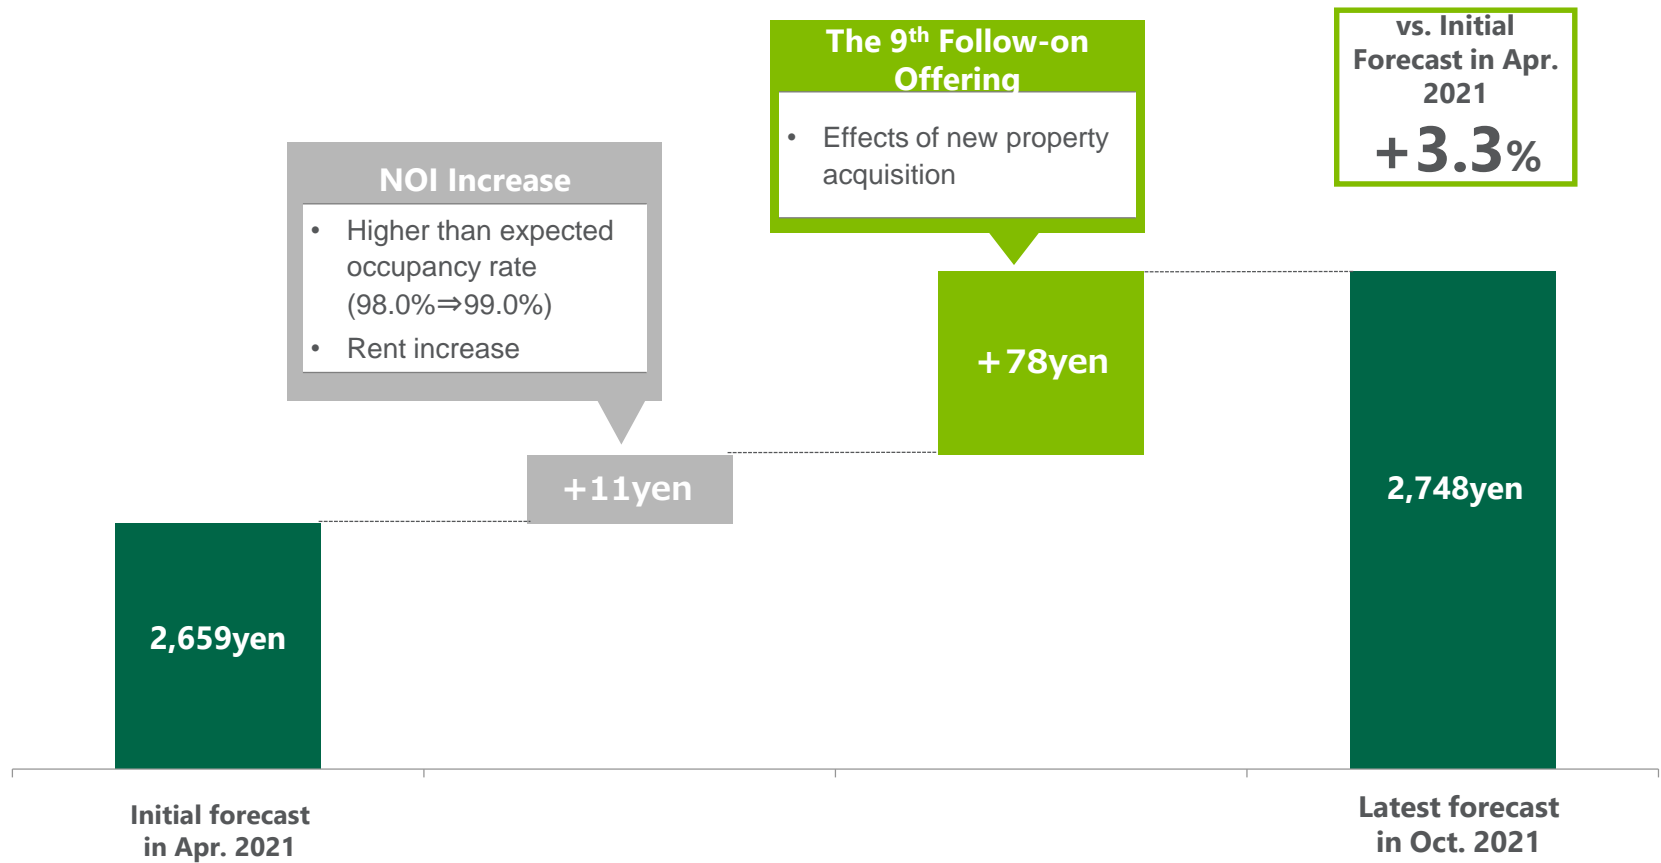 The 9th Follow-on
Offering
• Effects of new property
acquisition
vs. Initial
Forecast in Apr.
2021
+3.3%
NOI Increase
• Higher than expected
occupancy rate
(98.0%⇒99.0%)
• Rent increase
+78yen
+11yen
2,748yen
2,659yen
Initial forecast
in Apr. 2021
Latest forecast
in Oct. 2021